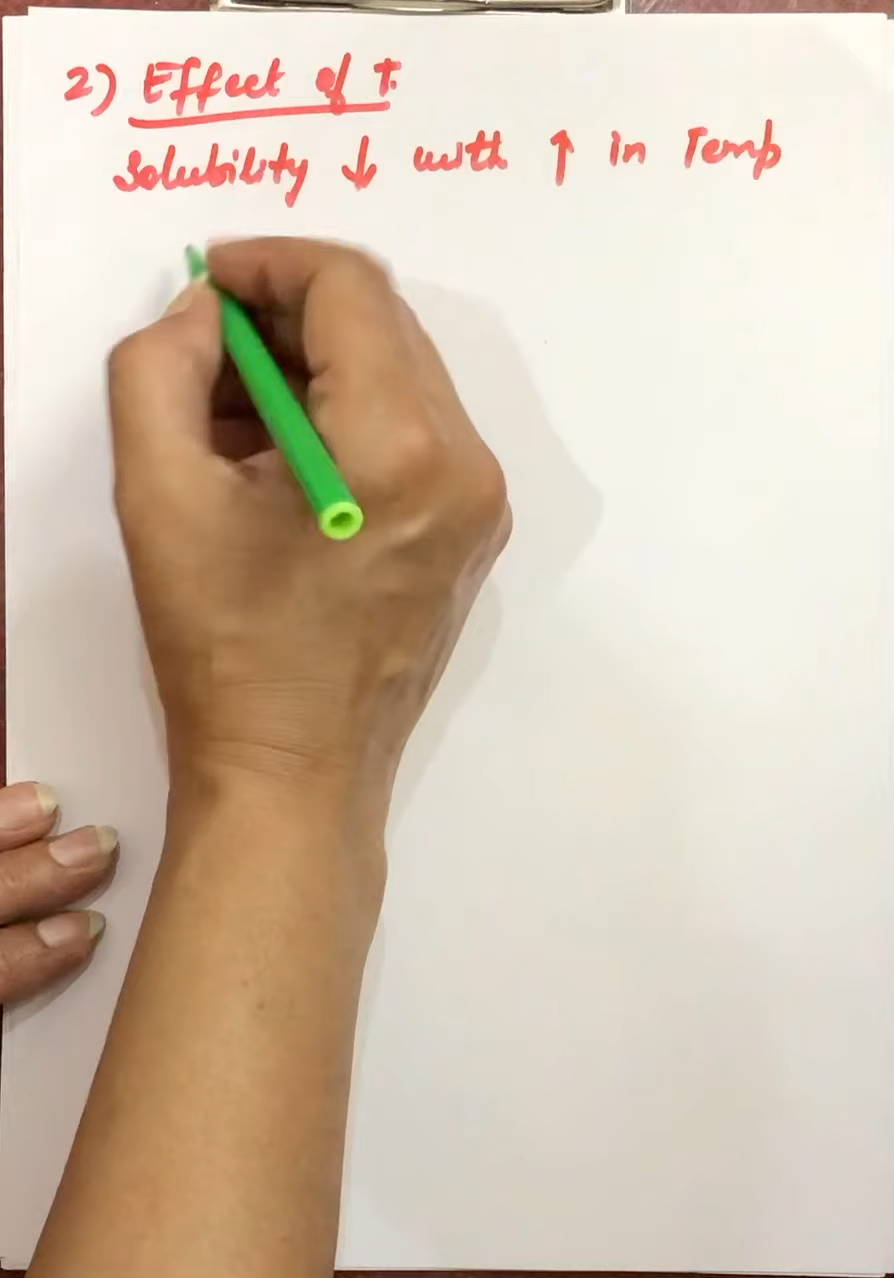 2) Effect of T.
Solubility ↓ with ↑ in Temp